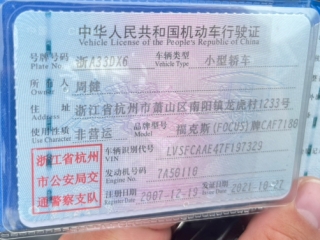 中华人民共和国机动车行驶证
Vehicle License of the People's Republic of China
号牌号码 浙A33DX6 车辆类型 小型轿车
Plate No. Vehicle Type
所有人 周健
Owner
住址 浙江省杭州市萧山区南阳镇龙虎村1233号
Address
使用性质 非营运 品牌型号 福克斯(FOCUS)牌CAF7180
Use Character Model
浙江省杭州 车辆识别代号 LVSFCAAE47F197329
VIN
市公安局交 发动机号码 7A50110
Engine No.
通警察支队 注册日期 2007-12-19 发证日期 2021-10-27